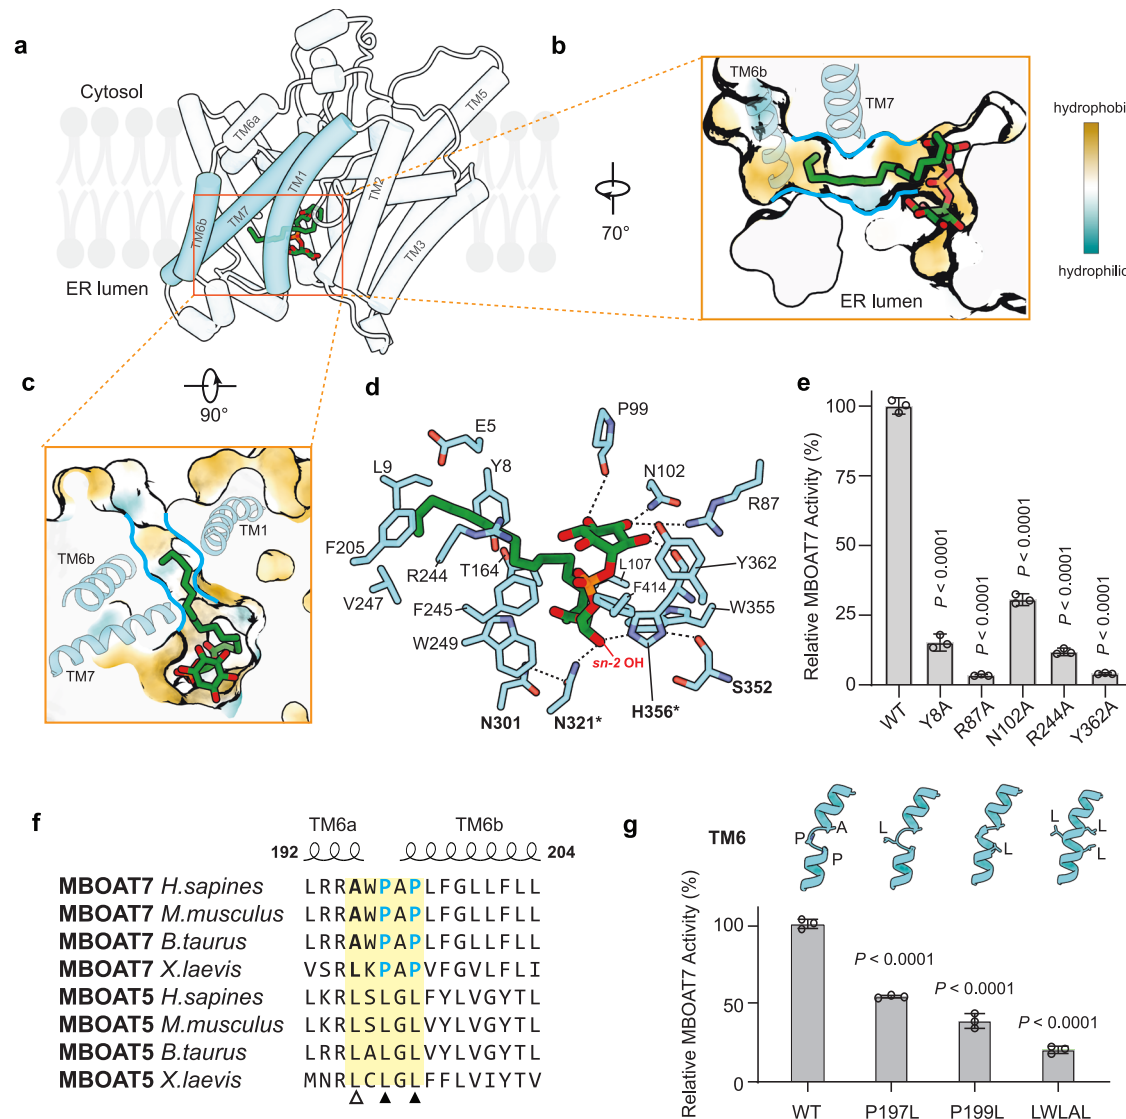 a
Cytosol
TM6a
TM5
TM1
TM2
TM7
TM6b
TM3
ER lumen
70°
90°
b
TM6b
TM7
ER lumen
hydrophobi
hydrophilic
c
TM1
TM6b
TM7
d
P99
E5
L9
Y8
N102
R87
F205
R244
T164
L107
Y362
V247
F414
F245
W355
W249
sn-2 OH
S352
N301
N321*
H356*
e
Relative MBOAT7 Activity (%)
100
75
50
25
0
P < 0.0001
P < 0.0001
P < 0.0001
P < 0.0001
P < 0.0001
WT
Y8A
R87A
N102A
R244A
Y362A
f
TM6a
TM6b
192
204
MBOAT7 H.sapines LRRAWPAPLFGLLFLL
MBOAT7 M.musculus LRRAWPAPLFGLLFLL
MBOAT7 B.taurus LRRAWPAPLFGLLFLL
MBOAT7 X.laevis VSRLKPAPVFGVLFLI
MBOAT5 H.sapines LKRLSLGLFYLVGYTL
MBOAT5 M.musculus LKRLSLGLVYLVGYTL
MBOAT5 B.taurus LRRLALGLVYLVGYTL
MBOAT5 X.laevis MNRLCLGLFFLVIYTV
g
TM6
P
A
P
L
L
L
L
L
Relative MBOAT7 Activity (%)
100
50
0
P < 0.0001
P < 0.0001
P < 0.0001
WT
P197L
P199L
LWLAL